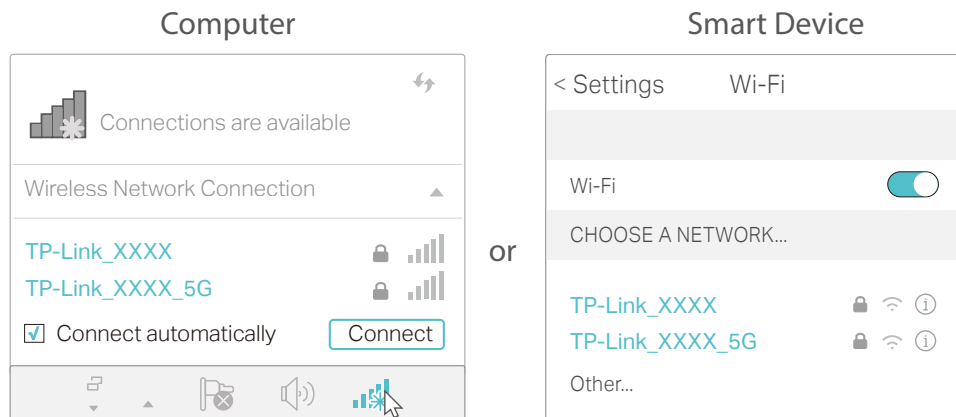 Computer
Connections are available
Wireless Network Connection
TP-Link_XXXX
TP-Link_XXXX_5G
Connect automatically Connect
or
Smart Device
< Settings Wi-Fi
Wi-Fi
CHOOSE A NETWORK...
TP-Link_XXXX
TP-Link_XXXX_5G
Other...